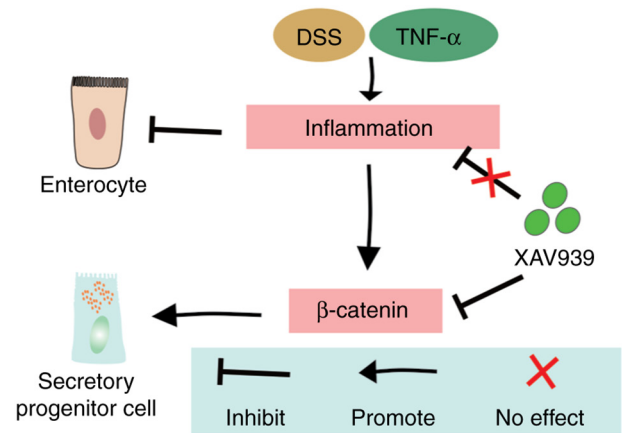 DSS
TNF-α
Inflammation
Enterocyte
XAV939
β-catenin
Secretory
progenitor cell
Inhibit
Promote
No effect